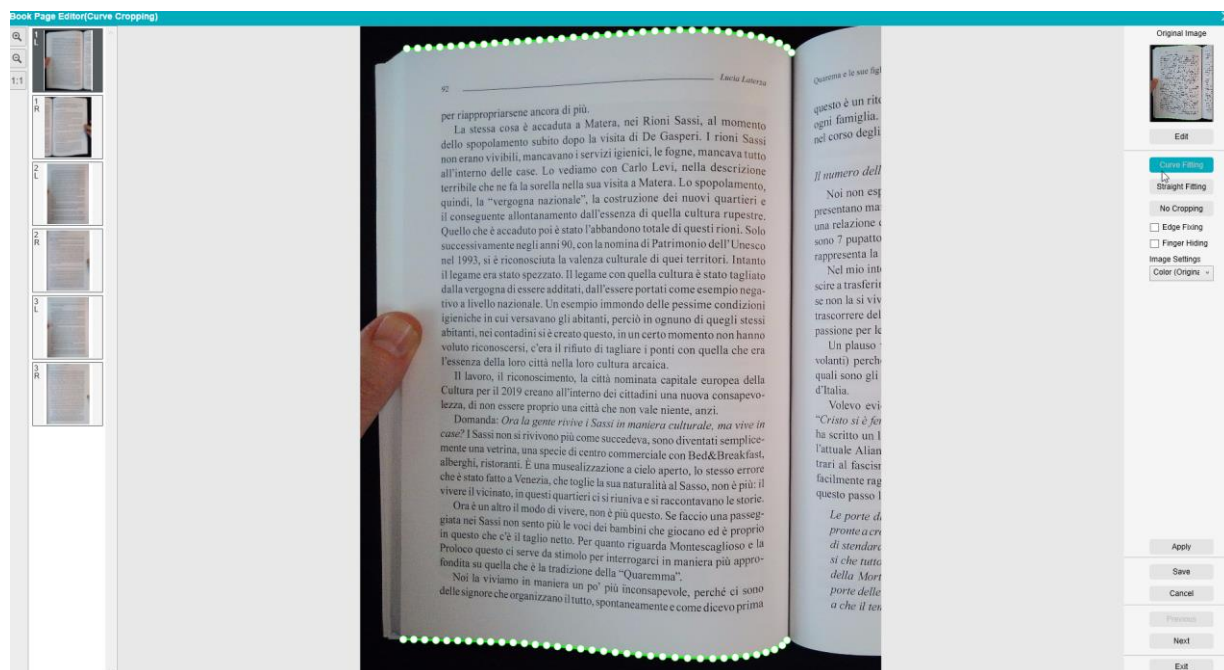 Book Page Editor(Curve Cropping)
1
L
1
R
2
L
2
R
3
L
3
R
1:1
92
Lucia Laterza
per riappropriarsene ancora di più.
La stessa cosa è accaduta a Matera, nei Rioni Sassi, al momento
dello spopolamento subito dopo la visita di De Gasperi. I rioni Sassi
non erano vivibili, mancavano i servizi igienici, le fogne, mancava tutto
all'interno delle case. Lo vediamo con Carlo Levi, nella descrizione
terribile che ne fa la sorella nella sua visita a Matera. Lo spopolamento,
quindi, la “vergogna nazionale”, la costruzione dei nuovi quartieri e
il conseguente allontanamento dall'essenza di quella cultura rupestre.
Quello che è accaduto poi è stato l'abbandono totale di questi rioni. Solo
successivamente negli anni 90, con la nomina di Patrimonio dell'Unesco
nel 1993, si è riconosciuta la valenza culturale di quei territori. Intanto
il legame era stato spezzato. Il legame con quella cultura è stato tagliato
dalla vergogna di essere additati, dall'essere portati come esempio nega-
tivo a livello nazionale. Un esempio immondo delle pessime condizioni
igieniche in cui versavano gli abitanti, perciò in ognuno di quegli stessi
abitanti, nei contadini si è creato questo, in un certo momento non hanno
voluto riconoscersi, c'era il rifiuto di tagliare i ponti con quella che era
l'essenza della loro città nella loro cultura arcaica.
Il lavoro, il riconoscimento, la città nominata capitale europea della
Cultura per il 2019 creano all'interno dei cittadini una nuova consapevo-
lezza, di non essere proprio una città che non vale niente, anzi.
Domanda: Ora la gente rivive i Sassi in maniera culturale, ma vive in
case? I Sassi non si rivivono più come succedeva, sono diventati semplice-
mente una vetrina, una specie di centro commerciale con Bed&Breakfast,
alberghi, ristoranti. È una musealizzazione a cielo aperto, lo stesso errore
che è stato fatto a Venezia, che toglie la sua naturalità al Sasso, non è più: il
vivere il vicinato, in questi quartieri ci si riuniva e si raccontavano le storie.
Ora è un altro il modo di vivere, non è più questo. Se faccio una passeg-
giata nei Sassi non sento più le voci dei bambini che giocano ed è proprio
in questo che c'è il taglio netto. Per quanto riguarda Montescaglioso e la
Proloco questo ci serve da stimolo per interrogarci in maniera più appro-
fondita su quella che è la tradizione della “Quaremma”.
Noi la viviamo in maniera un po' più inconsapevole, perché ci sono
delle signore che organizzano il tutto, spontaneamente e come dicevo prima
Quarema e le sue figl
questo è un rito
ogni famiglia.
nel corso degli
Il numero dell
Noi non esp
presentano ma
una relazione
sono 7 pupatto
rappresenta la
Nel mio int
scire a trasferir
se non la si viv
trascorrere del
passione per le
Un plauso
volanti) perch
quali sono gli
d'Italia.
Volevo evi
“Cristo si è fer
ha scritto un l
l'attuale Alian
trari al fascis
facilmente rag
questo passo l
Le porte di
pronte a cr
di stendar
si che tutto
della Mort
porte delle
a che il ten
Original Image
Edit
Curve Fitting
Straight Fitting
No Cropping
Edge Fixing
Finger Hiding
Image Settings
Color (Origina
Apply
Save
Cancel
Previous
Next
Exit